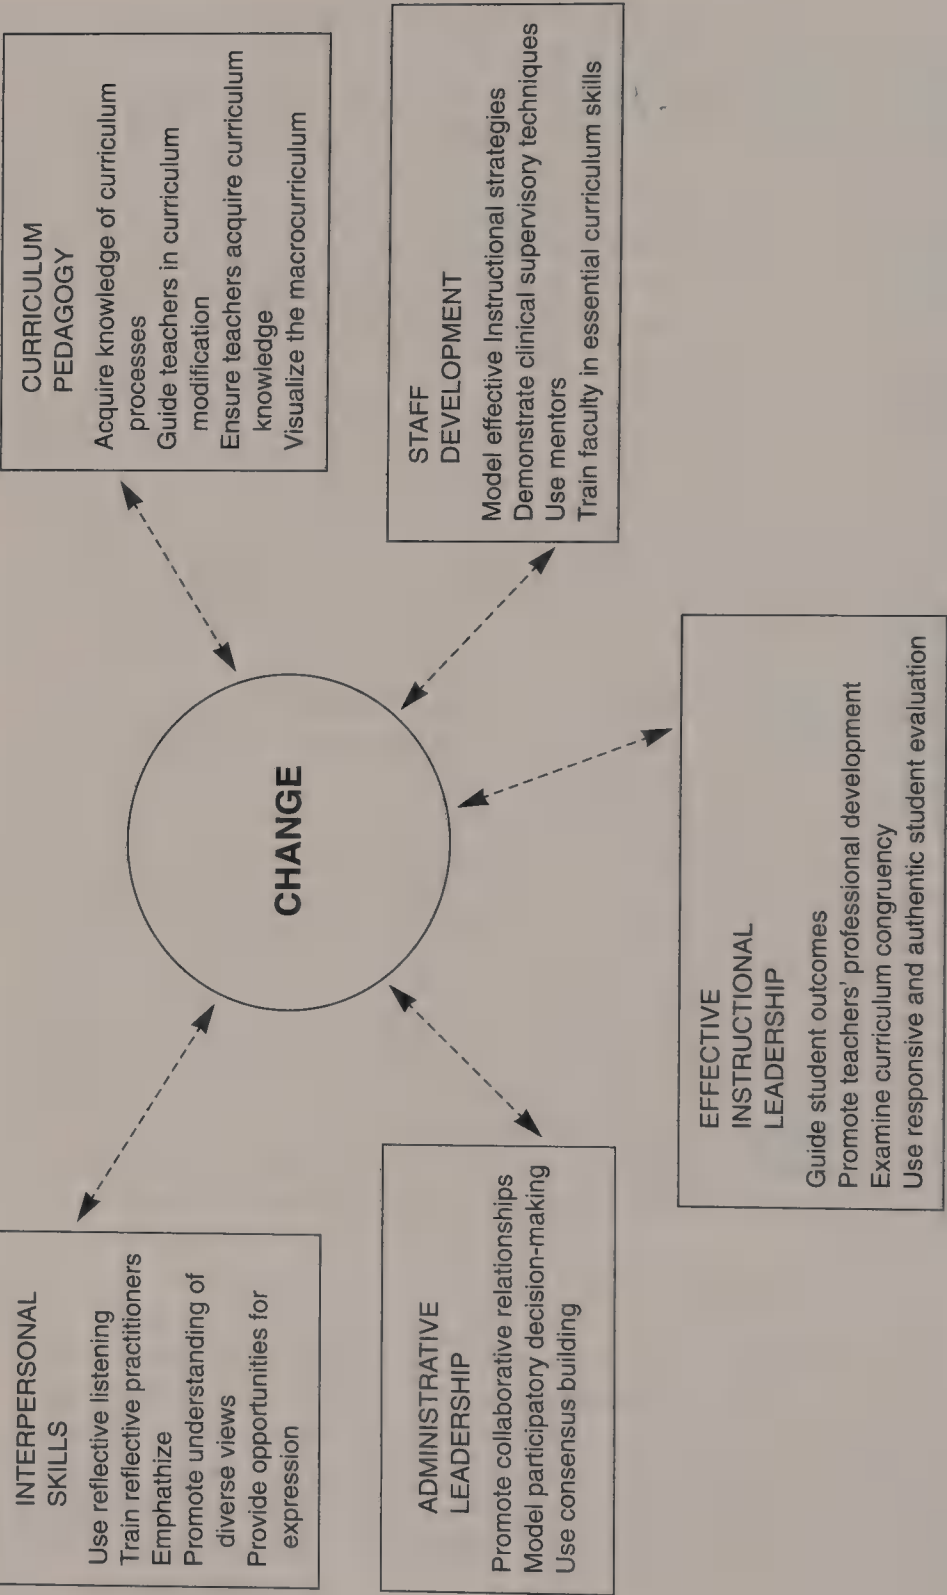 INTERPERSONAL
SKILLS
Use reflective listening
Train reflective practitioners
Emphathize
Promote understanding of
diverse views
Provide opportunities for
expression
CURRICULUM
PEDAGOGY
Acquire knowledge of curriculum
processes
Guide teachers in curriculum
modification
Ensure teachers acquire curriculum
knowledge
Visualize the macrocurriculum
CHANGE
ADMINISTRATIVE
LEADERSHIP
Promote collaborative relationships
Model participatory decision-making
Use consensus building
STAFF
DEVELOPMENT
Model effective Instructional strategies
Demonstrate clinical supervisory techniques
Use mentors
Train faculty in essential curriculum skills
EFFECTIVE
INSTRUCTIONAL
LEADERSHIP
Guide student outcomes
Promote teachers' professional development
Examine curriculum congruency
Use responsive and authentic student evaluation